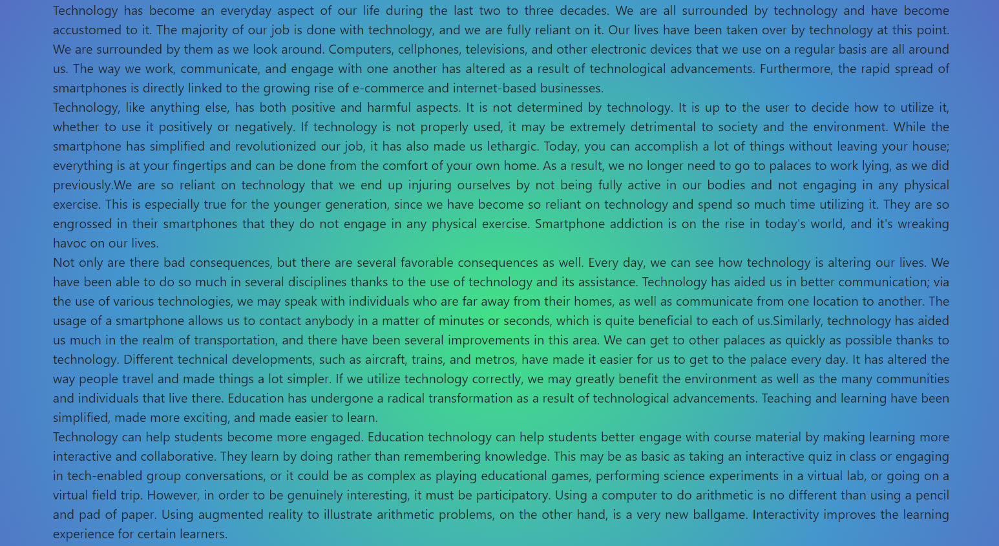 Technology has become an everyday aspect of our life during the last two to three decades. We are all surrounded by technology and have become
accustomed to it. The majority of our job is done with technology, and we are fully reliant on it. Our lives have been taken over by technology at this point.
We are surrounded by them as we look around. Computers, cellphones, televisions, and other electronic devices that we use on a regular basis are all around
us. The way we work, communicate, and engage with one another has altered as a result of technological advancements. Furthermore, the rapid spread of
smartphones is directly linked to the growing rise of e-commerce and internet-based businesses.
Technology, like anything else, has both positive and harmful aspects. It is not determined by technology. It is up to the user to decide how to utilize it,
whether to use it positively or negatively. If technology is not properly used, it may be extremely detrimental to society and the environment. While the
smartphone has simplified and revolutionized our job, it has also made us lethargic. Today, you can accomplish a lot of things without leaving your house;
everything is at your fingertips and can be done from the comfort of your own home. As a result, we no longer need to go to palaces to work lying, as we did
previously.We are so reliant on technology that we end up injuring ourselves by not being fully active in our bodies and not engaging in any physical
exercise. This is especially true for the younger generation, since we have become so reliant on technology and spend so much time utilizing it. They are so
engrossed in their smartphones that they do not engage in any physical exercise. Smartphone addiction is on the rise in today's world, and it's wreaking
havoc on our lives.
Not only are there bad consequences, but there are several favorable consequences as well. Every day, we can see how technology is altering our lives. We
have been able to do so much in several disciplines thanks to the use of technology and its assistance. Technology has aided us in better communication; via
the use of various technologies, we may speak with individuals who are far away from their homes, as well as communicate from one location to another. The
usage of a smartphone allows us to contact anybody in a matter of minutes or seconds, which is quite beneficial to each of us.Similarly, technology has aided
us much in the realm of transportation, and there have been several improvements in this area. We can get to other palaces as quickly as possible thanks to
technology. Different technical developments, such as aircraft, trains, and metros, have made it easier for us to get to the palace every day. It has altered the
way people travel and made things a lot simpler. If we utilize technology correctly, we may greatly benefit the environment as well as the many communities
and individuals that live there. Education has undergone a radical transformation as a result of technological advancements. Teaching and learning have been
simplified, made more exciting, and made easier to learn.
Technology can help students become more engaged. Education technology can help students better engage with course material by making learning more
interactive and collaborative. They learn by doing rather than remembering knowledge. This may be as basic as taking an interactive quiz in class or engaging
in tech-enabled group conversations, or it could be as complex as playing educational games, performing science experiments in a virtual lab, or going on a
virtual field trip. However, in order to be genuinely interesting, it must be participatory. Using a computer to do arithmetic is no different than using a pencil
and pad of paper. Using augmented reality to illustrate arithmetic problems, on the other hand, is a very new ballgame. Interactivity improves the learning
experience for certain learners.